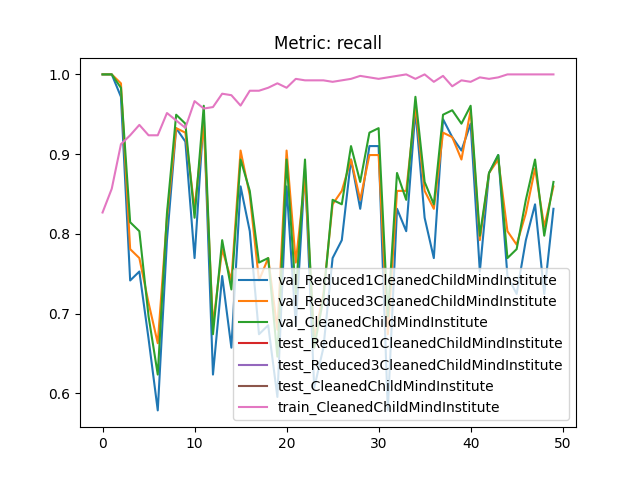 Metric: recall
1.0
0.9
0.8
0.7
0.6
val_Reduced1CleanedChildMindInstitute
val_Reduced3CleanedChildMindInstitute
val_CleanedChildMindInstitute
test_Reduced1CleanedChildMindInstitute
test_Reduced3CleanedChildMindInstitute
test_CleanedChildMindInstitute
train_CleanedChildMindInstitute
0 10 20 30 40 50